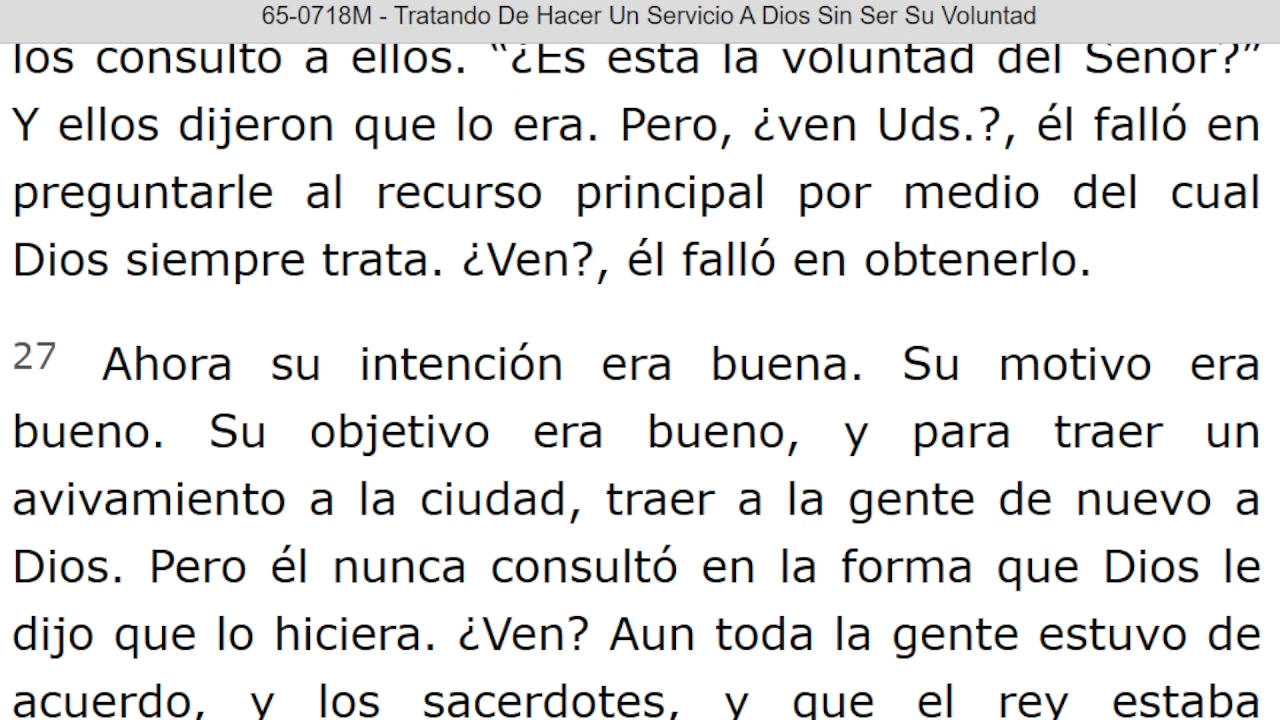 65-0718M - Tratando De Hacer Un Servicio A Dios Sin Ser Su Voluntad
los consultó a ellos. “¿Es esta la voluntad del Señor?”
Y ellos dijeron que lo era. Pero, ¿ven Uds.?, él falló en
preguntarle al recurso principal por medio del cual
Dios siempre trata. ¿Ven?, él falló en obtenerlo.
27 Ahora su intención era buena. Su motivo era
bueno. Su objetivo era bueno, y para traer un
avivamiento a la ciudad, traer a la gente de nuevo a
Dios. Pero él nunca consultó en la forma que Dios le
dijo que lo hiciera. ¿Ven? Aun toda la gente estuvo de
acuerdo, y los sacerdotes, y que el rey estaba